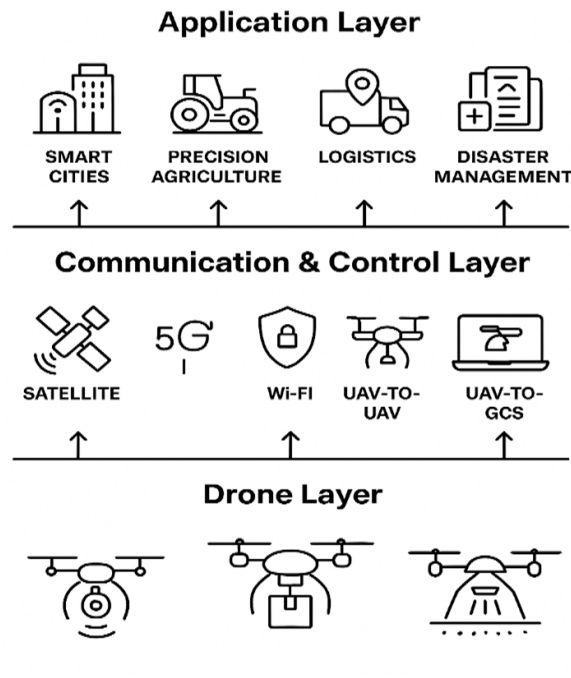 Application Layer
SMART
CITIES
PRECISION
AGRICULTURE
LOGISTICS
DISASTER
MANAGEMENT
Communication & Control Layer
5G
SATELLITE
Wi-FI
UAV-TO-
UAV
UAV-TO-
GCS
Drone Layer